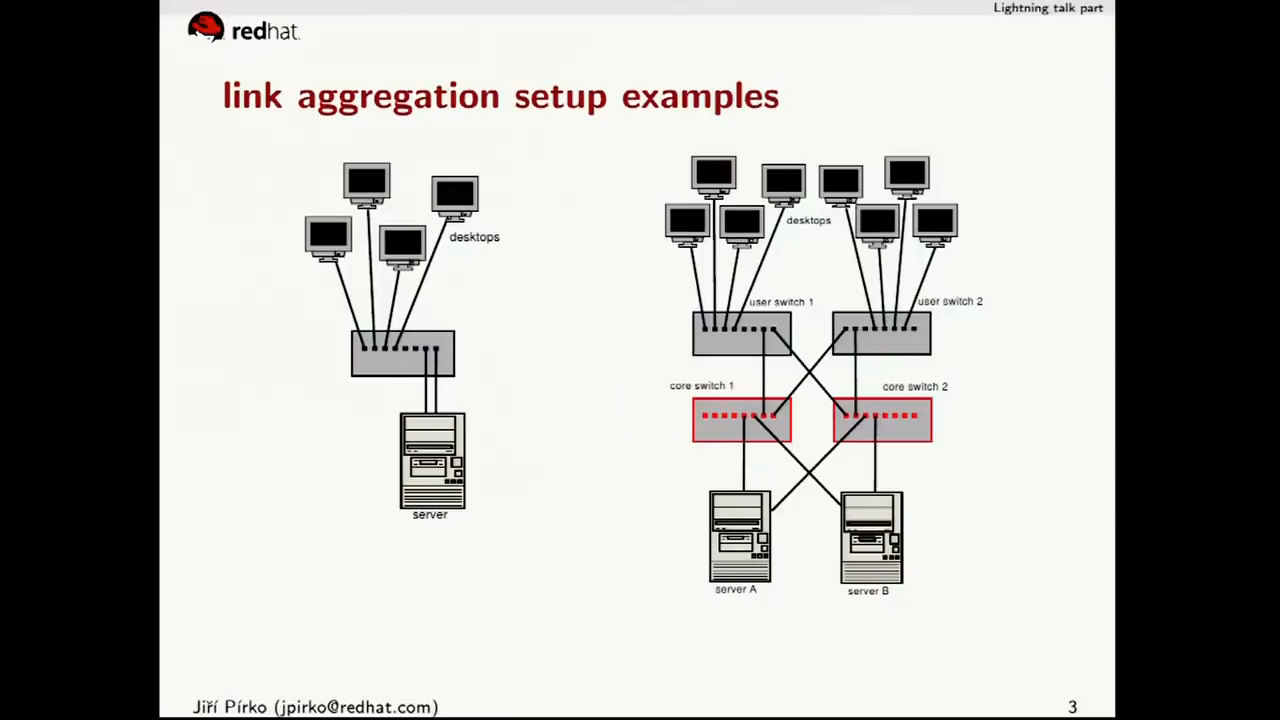 Lightning talk part
redhat.
link aggregation setup examples
desktops
server
desktops
user switch 1
user switch 2
core switch 1
core switch 2
server A
server B
Jiří Pírko (jpirko@redhat.com)
3